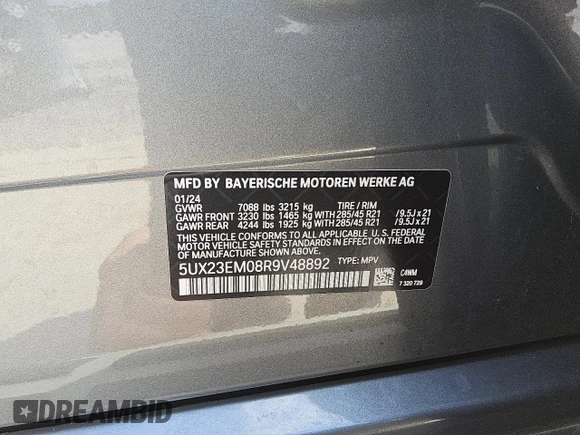 MFD BY BAYERISCHE MOTOREN WERKE AG
01/24
GVWR 7088 lbs 3215 kg TIRE / RIM
GAWR FRONT 3230 lbs 1465 kg WITH 285/45 R21 / 9.5J x 21
GAWR REAR 4244 lbs 1925 kg WITH 285/45 R21 / 9.5J x 21
THIS VEHICLE CONFORMS TO ALL APPLICABLE
U.S. FEDERAL MOTOR VEHICLE SAFETY STANDARDS
IN EFFECT ON THE DATE OF MANUFACTURE SHOWN ABOVE.
5UX23EM08R9V48892 TYPE: MPV
C4WM
7 320 729
DREAMBID